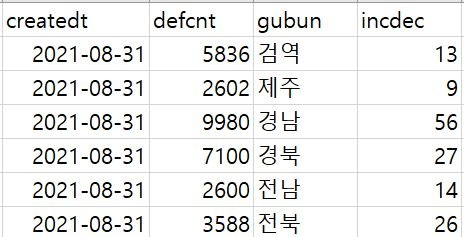 createdt defcnt gubun incdec
2021-08-31 5836 검역 13
2021-08-31 2602 제주 9
2021-08-31 9980 경남 56
2021-08-31 7100 경북 27
2021-08-31 2600 전남 14
2021-08-31 3588 전북 26